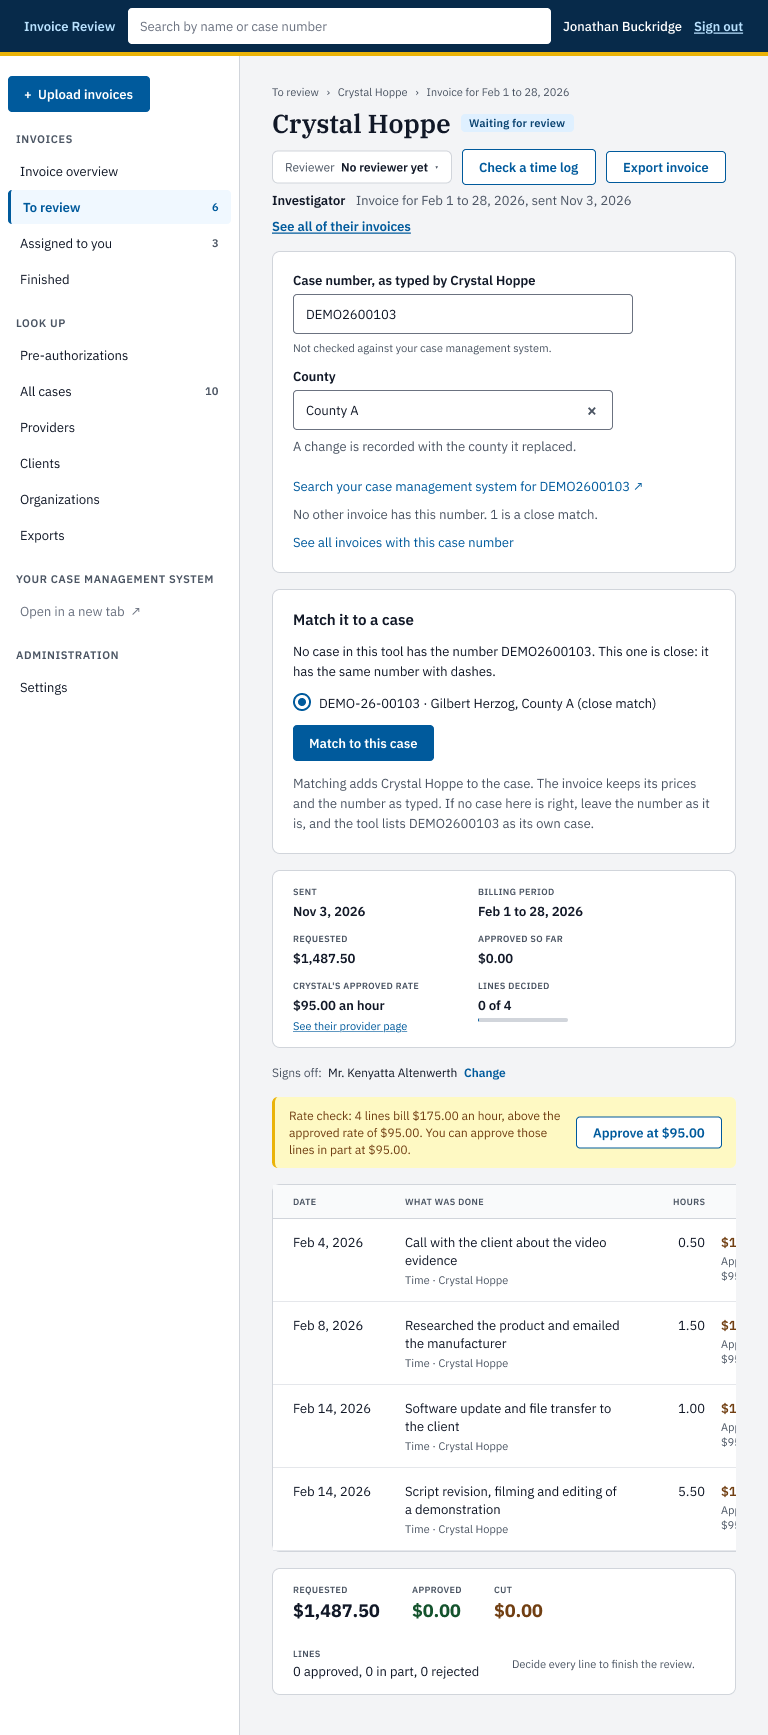 Invoice Review
Search by name or case number
Jonathan Buckridge
Sign out
+ Upload invoices
INVOICES
Invoice overview
To review 6
Assigned to you 3
Finished
LOOK UP
Pre-authorizations
All cases 10
Providers
Clients
Organizations
Exports
YOUR CASE MANAGEMENT SYSTEM
Open in a new tab ↗
ADMINISTRATION
Settings
To review › Crystal Hoppe › Invoice for Feb 1 to 28, 2026
Crystal Hoppe Waiting for review
Reviewer No reviewer yet
Check a time log
Export invoice
Investigator Invoice for Feb 1 to 28, 2026, sent Nov 3, 2026
See all of their invoices
Case number, as typed by Crystal Hoppe
DEMO2600103
Not checked against your case management system.
County
County A ×
A change is recorded with the county it replaced.
Search your case management system for DEMO2600103 ↗
No other invoice has this number. 1 is a close match.
See all invoices with this case number
Match it to a case
No case in this tool has the number DEMO2600103. This one is close: it
has the same number with dashes.
DEMO-26-00103 · Gilbert Herzog, County A (close match)
Match to this case
Matching adds Crystal Hoppe to the case. The invoice keeps its prices
and the number as typed. If no case here is right, leave the number as it
is, and the tool lists DEMO2600103 as its own case.
SENT BILLING PERIOD
Nov 3, 2026 Feb 1 to 28, 2026
REQUESTED APPROVED SO FAR
$1,487.50 $0.00
CRYSTAL'S APPROVED RATE LINES DECIDED
$95.00 an hour 0 of 4
See their provider page
Signs off: Mr. Kenyatta Altenwerth Change
Rate check: 4 lines bill $175.00 an hour, above the
approved rate of $95.00. You can approve those
lines in part at $95.00.
Approve at $95.00
DATE WHAT WAS DONE HOURS
Feb 4, 2026 Call with the client about the video 0.50 $1
evidence App
Time · Crystal Hoppe $9
Feb 8, 2026 Researched the product and emailed 1.50 $1
the manufacturer App
Time · Crystal Hoppe $9
Feb 14, 2026 Software update and file transfer to 1.00 $1
the client App
Time · Crystal Hoppe $9
Feb 14, 2026 Script revision, filming and editing of 5.50 $1
a demonstration App
Time · Crystal Hoppe $9
REQUESTED APPROVED CUT
$1,487.50 $0.00 $0.00
LINES
0 approved, 0 in part, 0 rejected
Decide every line to finish the review.